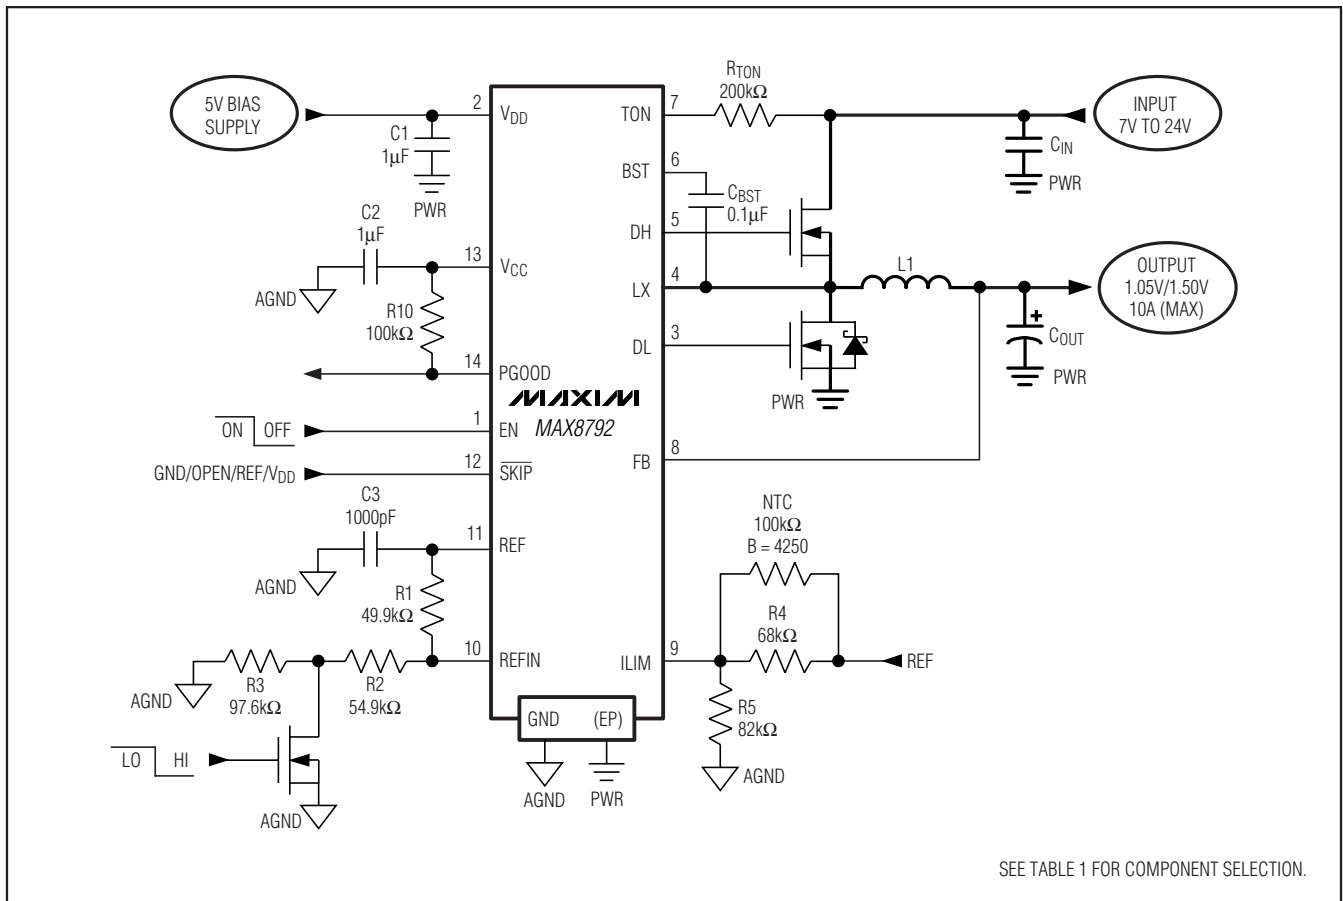 5V BIAS
SUPPLY
2
VDD
C1
1μF
PWR
C2
1μF
13
VCC
AGND
R10
100kΩ
14
PGOOD
MAXIM
MAX8792
ON OFF
1
EN
GND/OPEN/REF/VDD
12
SKIP
C3
1000pF
11
REF
AGND
R1
49.9kΩ
10
REFIN
R3
97.6kΩ
R2
54.9kΩ
AGND
LO HI
AGND
GND (EP)
AGND
PWR
TON
7
RTON
200kΩ
INPUT
7V TO 24V
CIN
PWR
BST
6
CBST
0.1μF
DH
5
LX
4
L1
OUTPUT
1.05V/1.50V
10A (MAX)
+
COUT
PWR
DL
3
PWR
FB
8
NTC
100kΩ
B = 4250
R4
68kΩ
ILIM
9
REF
R5
82kΩ
AGND
SEE TABLE 1 FOR COMPONENT SELECTION.